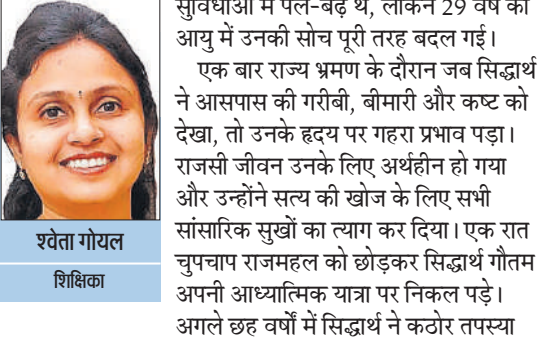 सुविधाओं में पले-बढ़े थे, लेकिन 29 वर्ष की
आयु में उनकी सोच पूरी तरह बदल गई।
एक बार राज्य भ्रमण के दौरान जब सिद्धार्थ
ने आसपास की गरीबी, बीमारी और कष्ट को
देखा, तो उनके हृदय पर गहरा प्रभाव पड़ा।
राजसी जीवन उनके लिए अर्थहीन हो गया
और उन्होंने सत्य की खोज के लिए सभी
सांसारिक सुखों का त्याग कर दिया। एक रात
चुपचाप राजमहल को छोड़कर सिद्धार्थ गौतम
अपनी आध्यात्मिक यात्रा पर निकल पड़े।
अगले छह वर्षों में सिद्धार्थ ने कठोर तपस्या
श्वेता गोयल
शिक्षिका